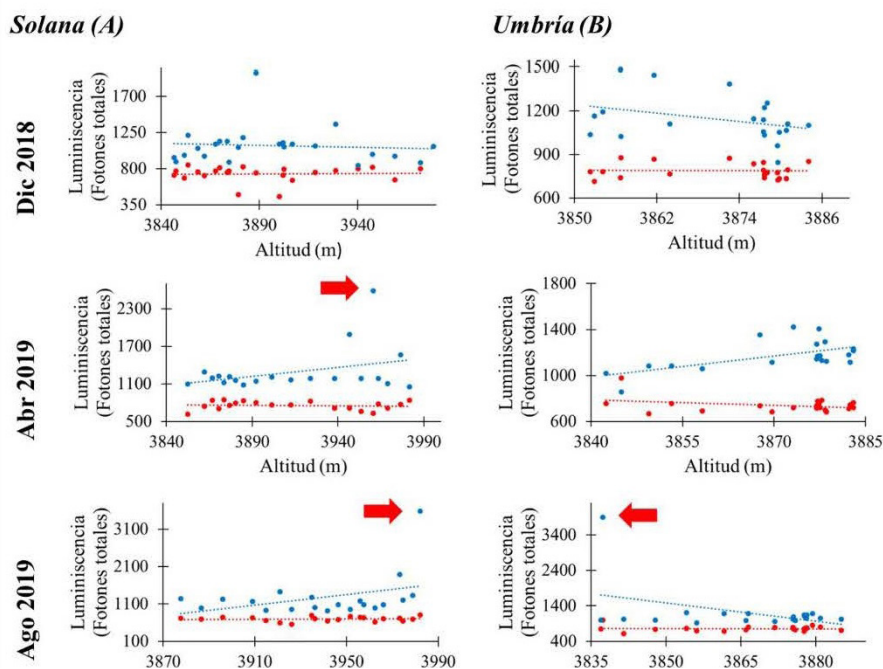 Solana (A)
Umbría (B)
Dic 2018
Luminiscencia
(Fotones totales)
1700
1250
800
350
3840
3890
3940
Altitud (m)
Luminiscencia
(Fotones totales)
1500
1200
900
600
3850
3862
3874
3886
Altitud (m)
Abr 2019
Luminiscencia
(Fotones totales)
2300
1700
1100
500
3840
3890
3940
3990
Altitud (m)
Luminiscencia
(Fotones totales)
1800
1400
1000
600
3840
3855
3870
3885
Altitud (m)
Ago 2019
Luminiscencia
(Fotones totales)
3100
2100
1100
100
3870
3910
3950
3990
Luminiscencia
(Fotones totales)
3400
2400
1400
400
3835
3850
3865
3880